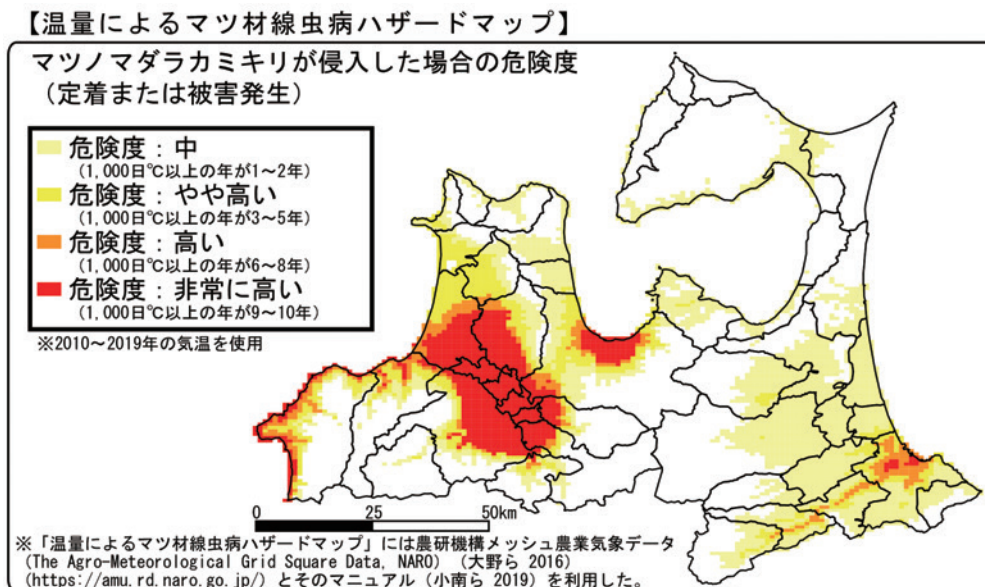 【温量によるマツ材線虫病ハザードマップ】
マツノマダラカミキリが侵入した場合の危険度
(定着または被害発生)
危険度：中
(1,000日℃以上の年が1～2年)
危険度：やや高い
(1,000日℃以上の年が3～5年)
危険度：高い
(1,000日℃以上の年が6～8年)
危険度：非常に高い
(1,000日℃以上の年が9～10年)
※2010～2019年の気温を使用
0 25 50km
※「温量によるマツ材線虫病ハザードマップ」には農研機構メッシュ農業気象データ
(The Agro-Meteorological Grid Square Data, NARO) (大野ら 2016)
(https://amu.rd.naro.go.jp/) とそのマニュアル (小南ら 2019) を利用した。